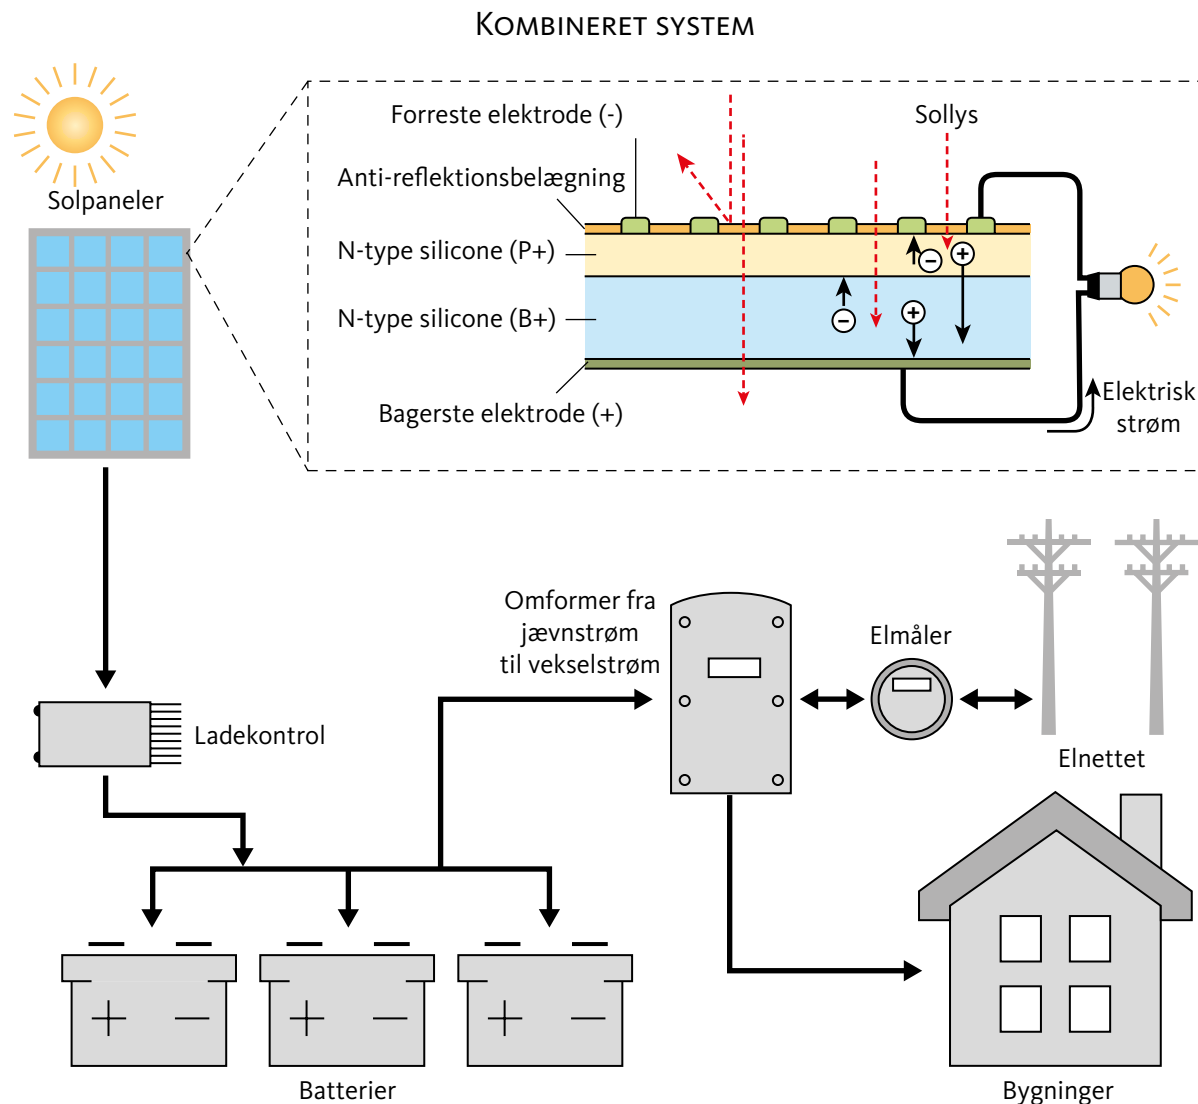 KOMBINERET SYSTEM
Solpaneler
Forreste elektrode (-)
Sollys
Anti-reflektionsbelægning
N-type silicone (P+)
N-type silicone (B+)
Bagerste elektrode (+)
Elektrisk
strøm
Omformer fra
jævnstrøm
til vekselstrøm
Elmåler
Elnettet
Ladekontrol
Batterier
Bygninger